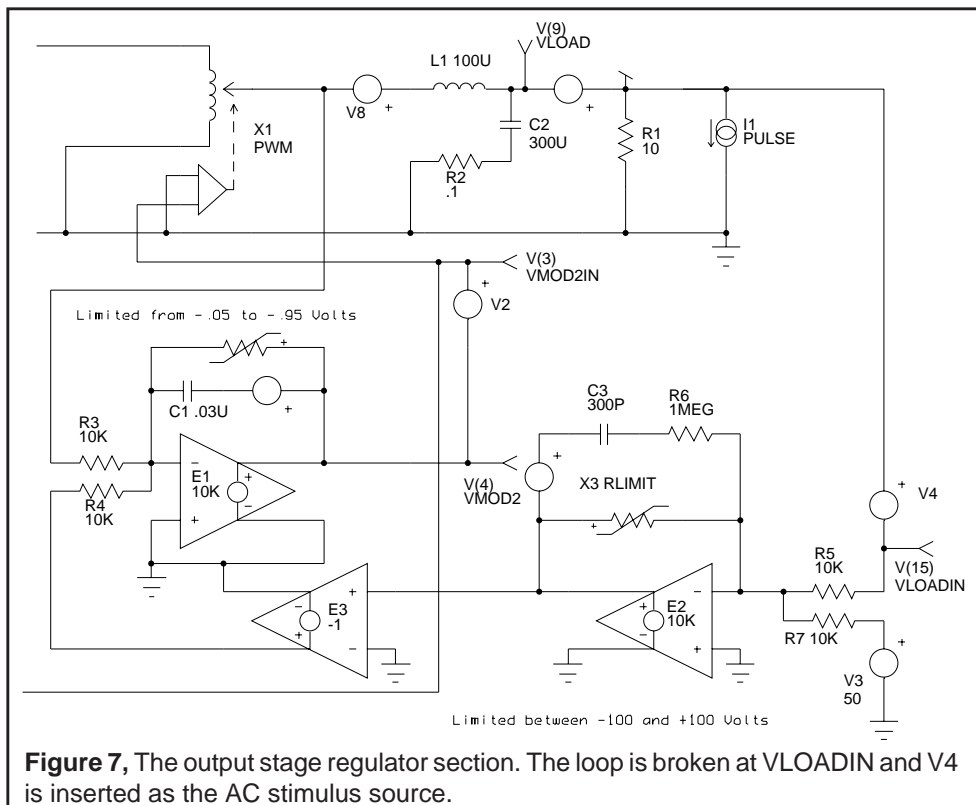 V(9)
VLOAD
L1 100U
V8
+
+
C2
300U
X1
PWM
R1
10
I1
PULSE
R2
.1
V(3)
VMOD2IN
+
V2
Limited from -.05 to -.95 Volts
+
C1 .03U
+
R3
10K
R4
10K
E1
10K
-
+
+
-
V(4)
VMOD2
C3
300P
R6
1MEG
+
X3 RLIMIT
+
+
V4
V(15)
VLOADIN
R5
10K
R7 10K
+
V3
50
E3
-1
-
+
+
-
E2
10K
+
-
-
+
Limited between -100 and +100 Volts
Figure 7, The output stage regulator section. The loop is broken at VLOADIN and V4
is inserted as the AC stimulus source.